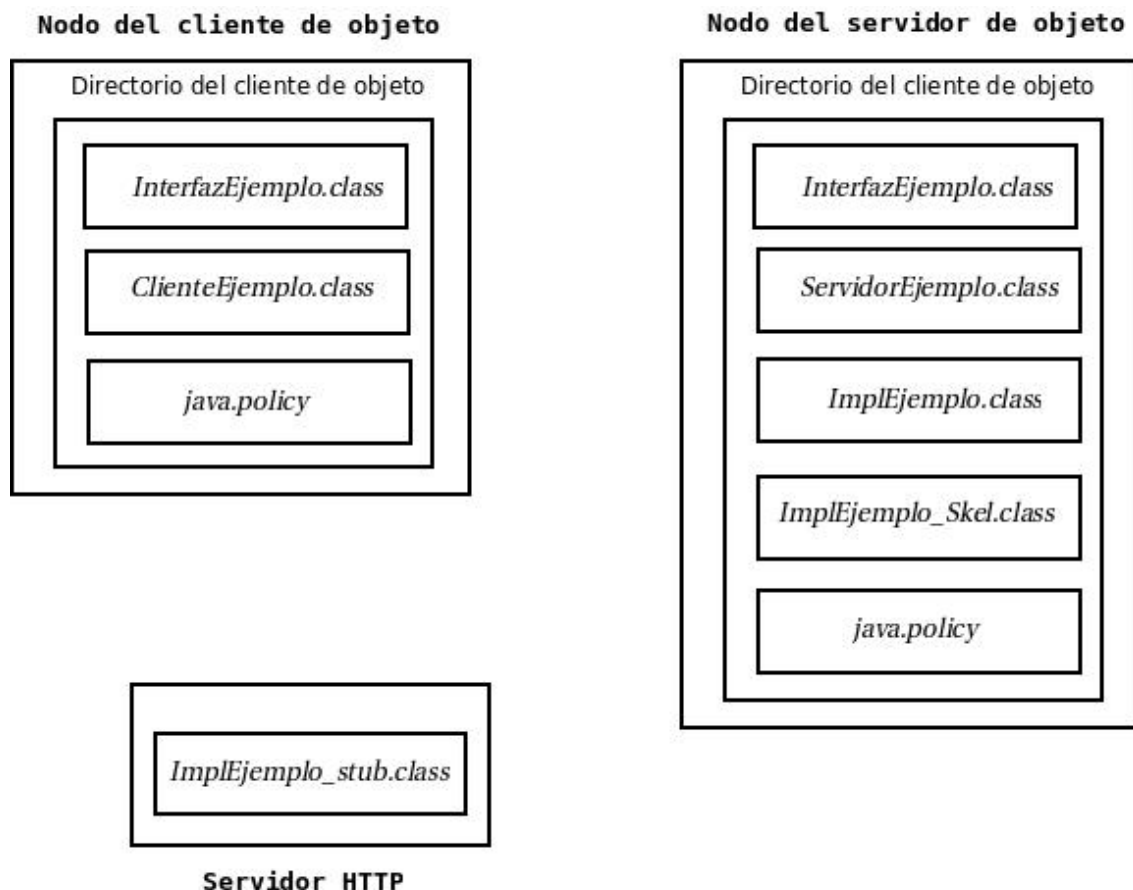 Nodo del cliente de objeto
Directorio del cliente de objeto
InterfazEjemplo.class
ClienteEjemplo.class
java.policy
Nodo del servidor de objeto
Directorio del cliente de objeto
InterfazEjemplo.class
ServidorEjemplo.class
ImplEjemplo.class
ImplEjemplo_Skel.class
java.policy
ImplEjemplo_stub.class
Servidor HTTP